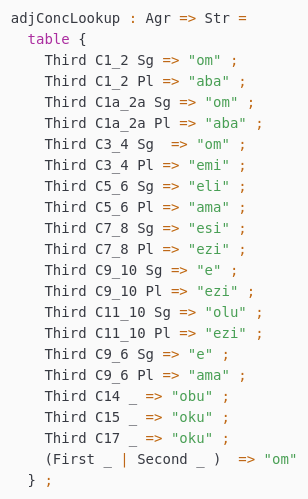 adjConcLookup : Agr => Str =
table {
Third C1_2 Sg => "om" ;
Third C1_2 Pl => "aba" ;
Third C1a_2a Sg => "om" ;
Third C1a_2a Pl => "aba" ;
Third C3_4 Sg  => "om" ;
Third C3_4 Pl => "emi" ;
Third C5_6 Sg => "eli" ;
Third C5_6 Pl => "ama" ;
Third C7_8 Sg => "esi" ;
Third C7_8 Pl => "ezi" ;
Third C9_10 Sg => "e" ;
Third C9_10 Pl => "ezi" ;
Third C11_10 Sg => "olu" ;
Third C11_10 Pl => "ezi" ;
Third C9_6 Sg => "e" ;
Third C9_6 Pl => "ama" ;
Third C14 _ => "obu" ;
Third C15 _ => "oku" ;
Third C17 _ => "oku" ;
(First _ | Second _ )  => "om"
} ;